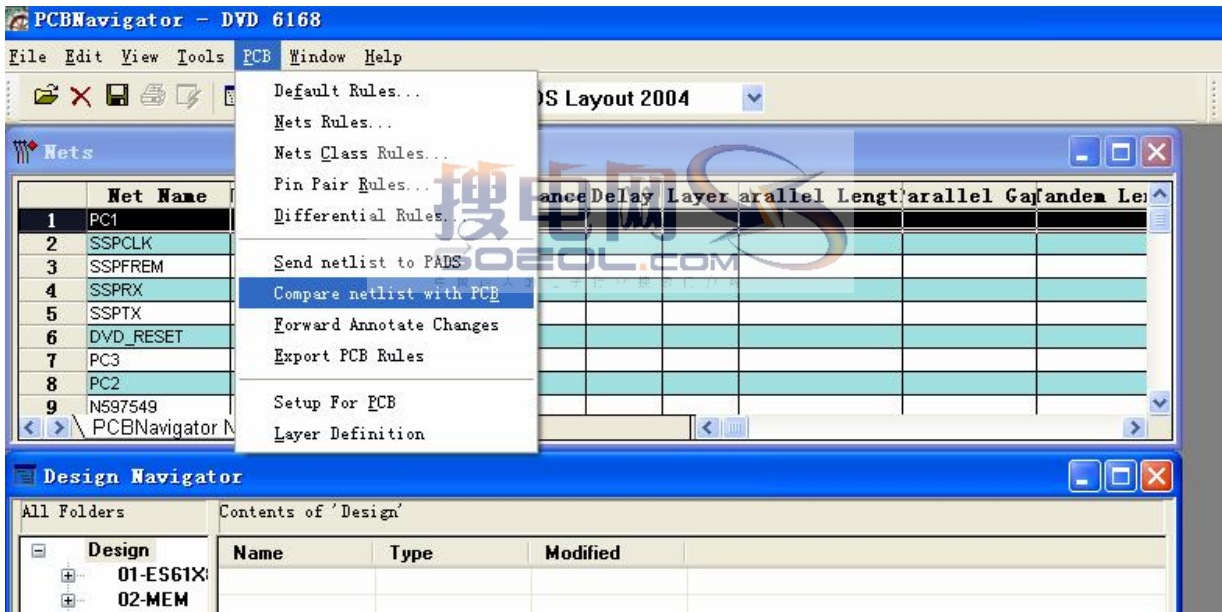 PCBNavigator - DVD 6168
File Edit View Tools PCB Window Help
Default Rules...
Nets Rules...
Nets Class Rules...
Pin Pair Rules...
Differential Rules...
Send netlist to PADS
Compare netlist with PCB
Forward Annotate Changes
Export PCB Rules
Setup For PCB
Layer Definition
DS Layout 2004
Nets
Net Name ance Delay Layer arallel Lengt arallel Gap andem Ler
1 PC1
2 SSPCLK
3 SSPFREM
4 SSPRX
5 SSPTX
6 DVD_RESET
7 PC3
8 PC2
9 N597549
PCBNavigator N
搜电网
SOEOL.COM
Design Navigator
All Folders Contents of 'Design'
Design Name Type Modified
01-ES61X
02-MEM